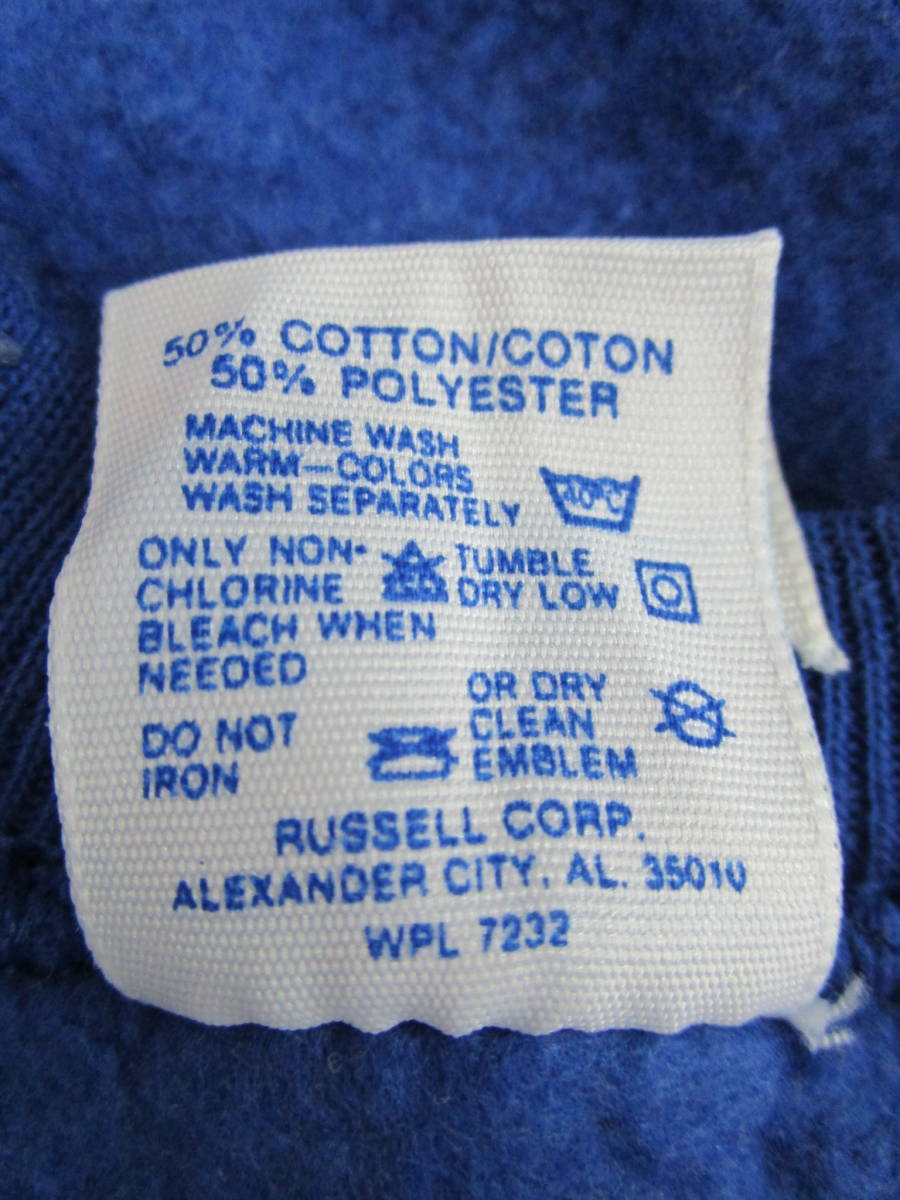 50% COTTON/COTON
50% POLYESTER
MACHINE WASH
WARM—COLORS
WASH SEPARATELY
40°C
ONLY NON-
CHLORINE
BLEACH WHEN
NEEDED
TUMBLE
DRY LOW
DO NOT
IRON
OR DRY
CLEAN
EMBLEM
RUSSELL CORP.
ALEXANDER CITY, AL. 35010
WPL 7232